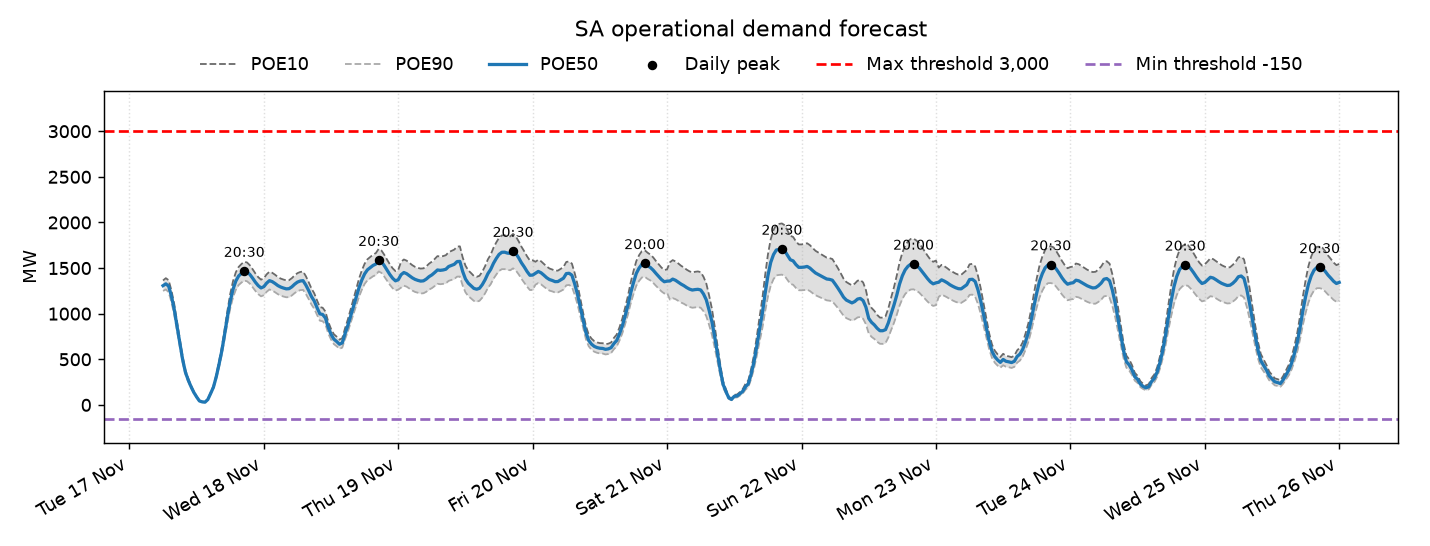 SA operational demand forecast
POE10 POE90 POE50 Daily peak Max threshold 3,000 Min threshold -150
MW
3000
2500
2000
1500
1000
500
0
20:30 20:30 20:30 20:00 20:30 20:00 20:30 20:30 20:30
Tue 17 Nov Wed 18 Nov Thu 19 Nov Fri 20 Nov Sat 21 Nov Sun 22 Nov Mon 23 Nov Tue 24 Nov Wed 25 Nov Thu 26 Nov